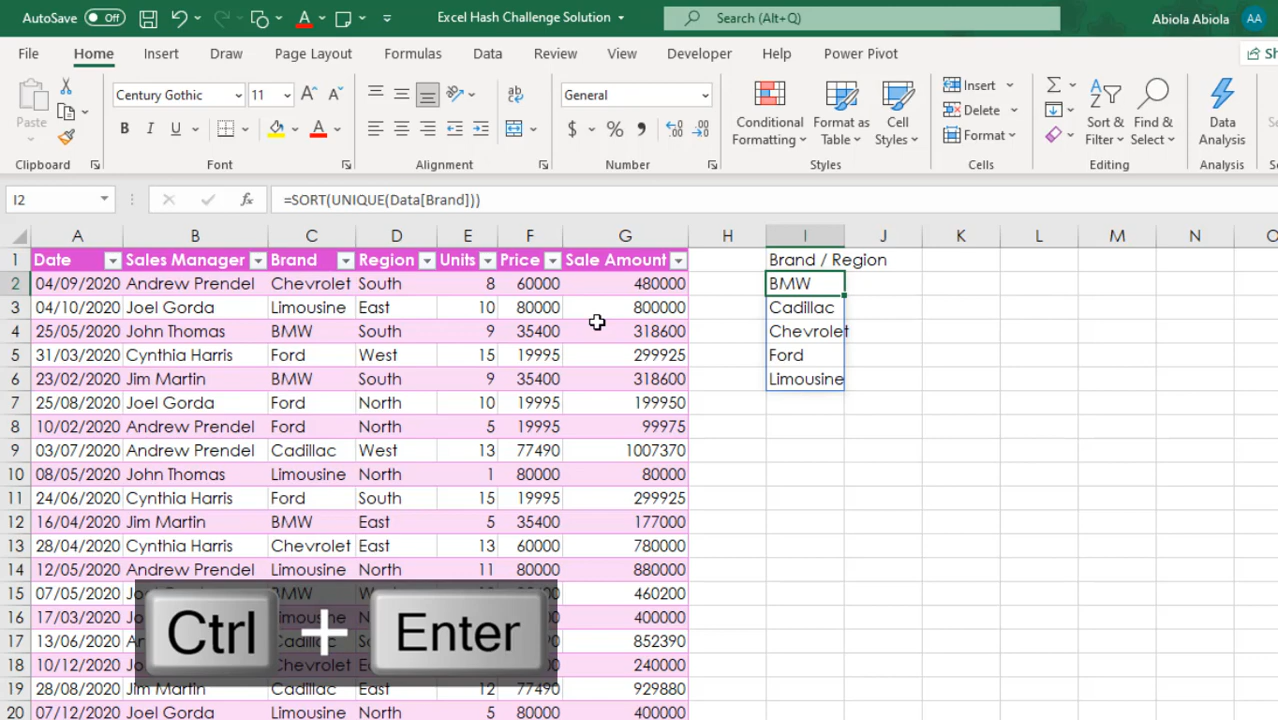 AutoSave Off Excel Hash Challenge Solution Search (Alt+Q) Abiola Abiola AA
File Home Insert Draw Page Layout Formulas Data Review View Developer Help Power Pivot
Paste Century Gothic 11 General Conditional Formatting Format as Table Cell Styles Insert Delete Format Sort & Filter Find & Select Data Analysis
Clipboard Font Alignment Number Styles Cells Editing Analysis
I2 fx =SORT(UNIQUE(Data[Brand]))
A B C D E F G H I J K L M N
1 Date Sales Manager Brand Region Units Price Sale Amount Brand / Region
2 04/09/2020 Andrew Prendel Chevrolet South 8 60000 480000 BMW
3 04/10/2020 Joel Gorda Limousine East 10 80000 800000 Cadillac
4 25/05/2020 John Thomas BMW South 9 35400 318600 Chevrolet
5 31/03/2020 Cynthia Harris Ford West 15 19995 299925 Ford
6 23/02/2020 Jim Martin BMW South 9 35400 318600 Limousine
7 25/08/2020 Joel Gorda Ford North 10 19995 199950
8 10/02/2020 Andrew Prendel Ford North 5 19995 99975
9 03/07/2020 Andrew Prendel Cadillac West 13 77490 1007370
10 08/05/2020 John Thomas Limousine North 1 80000 80000
11 24/06/2020 Cynthia Harris Ford South 15 19995 299925
12 16/04/2020 Jim Martin BMW East 5 35400 177000
13 28/04/2020 Cynthia Harris Chevrolet East 13 60000 780000
14 12/05/2020 Andrew Prendel Limousine North 11 80000 880000
15 07/05/2020 BMW 460200
16 17/03/2020 400000
17 13/06/2020 852390
18 10/12/2020 240000
19 28/08/2020 Jim Martin Cadillac East 12 77490 929880
20 07/12/2020 Joel Gorda Limousine North 5 80000 400000
Ctrl + Enter